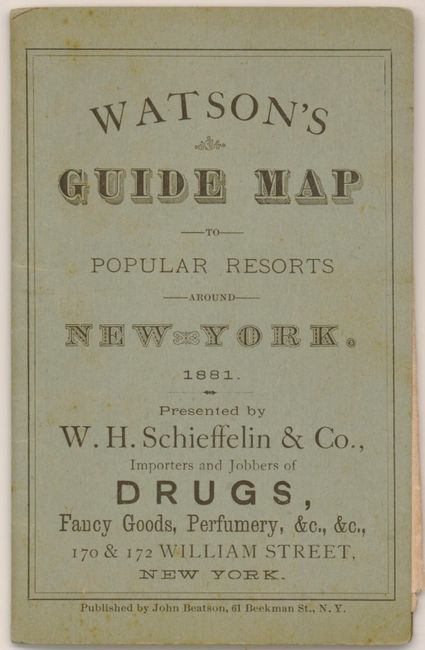 WATSON'S
GUIDE MAP
TO
POPULAR RESORTS
AROUND
NEW-YORK.
1881.
Presented by
W. H. Schieffelin & Co.,
Importers and Jobbers of
DRUGS,
Fancy Goods, Perfumery, &c., &c.,
170 & 172 WILLIAM STREET,
NEW YORK.
Published by John Beatson, 61 Beekman St., N. Y.